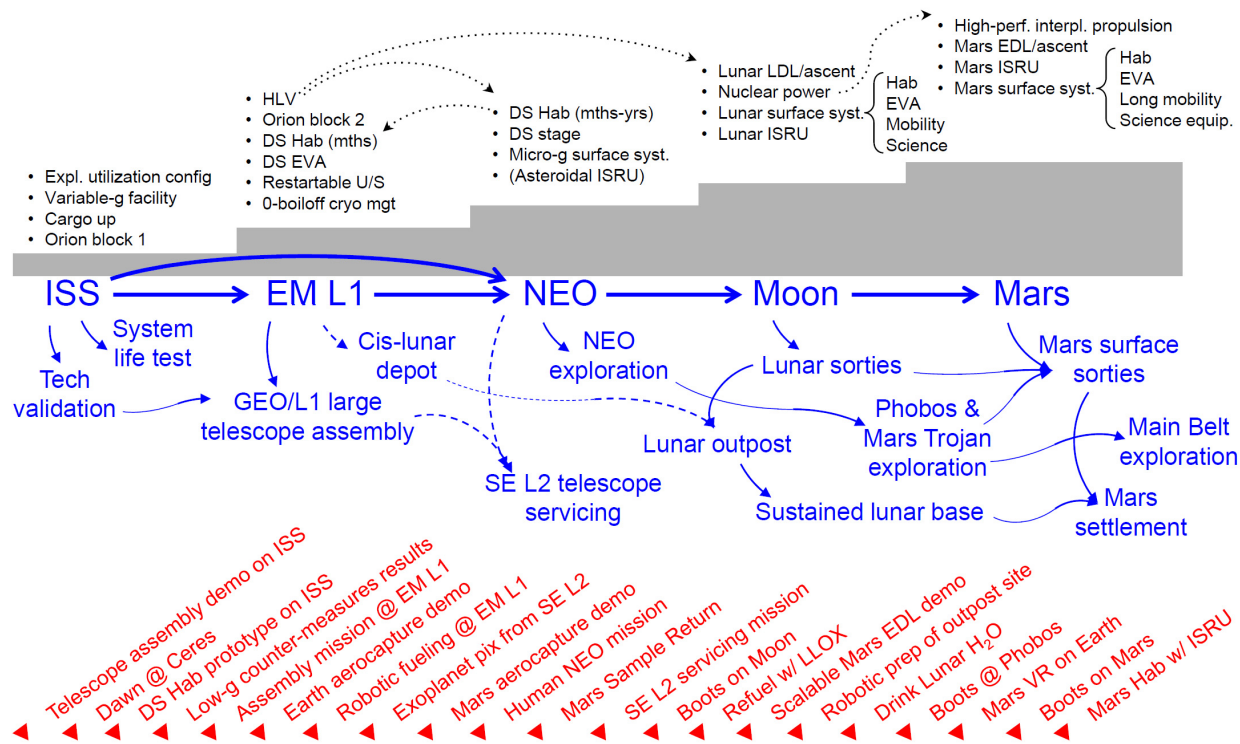 • High-perf. interpl. propulsion
• Mars EDL/ascent
• Mars ISRU
• Mars surface syst.
Hab
EVA
Long mobility
Science equip.
• Lunar LDL/ascent
• Nuclear power
• Lunar surface syst.
• Lunar ISRU
Hab
EVA
Mobility
Science
• HLV
• Orion block 2
• DS Hab (mths)
• DS EVA
• Restartable U/S
• 0-boiloff cryo mgt
• DS Hab (mths-yrs)
• DS stage
• Micro-g surface syst.
• (Asteroidal ISRU)
• Expl. utilization config
• Variable-g facility
• Cargo up
• Orion block 1
ISS
EM L1
NEO
Moon
Mars
System
life test
Tech
validation
Cis-lunar
depot
GEO/L1 large
telescope assembly
NEO
exploration
SE L2 telescope
servicing
Lunar sorties
Lunar outpost
Phobos &
Mars Trojan
exploration
Sustained lunar base
Mars surface
sorties
Main Belt
exploration
Mars
settlement
Telescope assembly demo on ISS
Dawn @ Ceres
DS Hab prototype on ISS
Low-g counter-measures results
Assembly mission @ EM L1
Earth aerocapture demo
Robotic fueling @ EM L1
Exoplanet pix from SE L2
Mars aerocapture demo
Human NEO mission
Mars Sample Return
SE L2 servicing mission
Boots on Moon
Refuel w/ LLOX
Scalable Mars EDL demo
Robotic prep of outpost site
Drink Lunar H2O
Boots @ Phobos
Mars VR on Earth
Boots on Mars
Mars Hab w/ ISRU